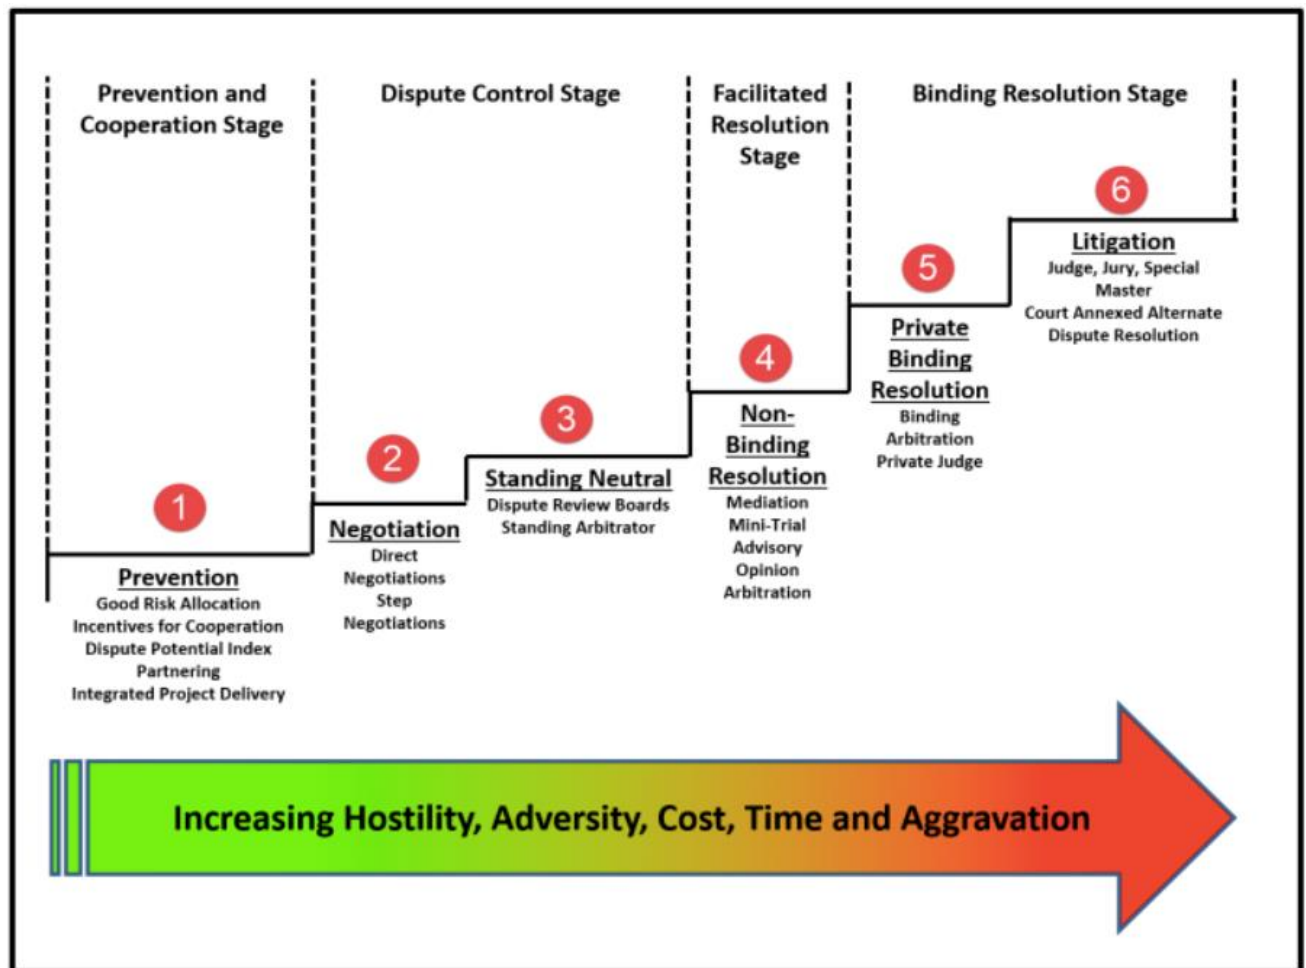 Prevention and
Cooperation Stage
Dispute Control Stage
Facilitated
Resolution
Stage
Binding Resolution Stage
1
Prevention
Good Risk Allocation
Incentives for Cooperation
Dispute Potential Index
Partnering
Integrated Project Delivery
2
Negotiation
Direct
Negotiations
Step
Negotiations
3
Standing Neutral
Dispute Review Boards
Standing Arbitrator
4
Non-
Binding
Resolution
Mediation
Mini-Trial
Advisory
Opinion
Arbitration
5
Private
Binding
Resolution
Binding
Arbitration
Private Judge
6
Litigation
Judge, Jury, Special
Master
Court Annexed Alternate
Dispute Resolution
Increasing Hostility, Adversity, Cost, Time and Aggravation